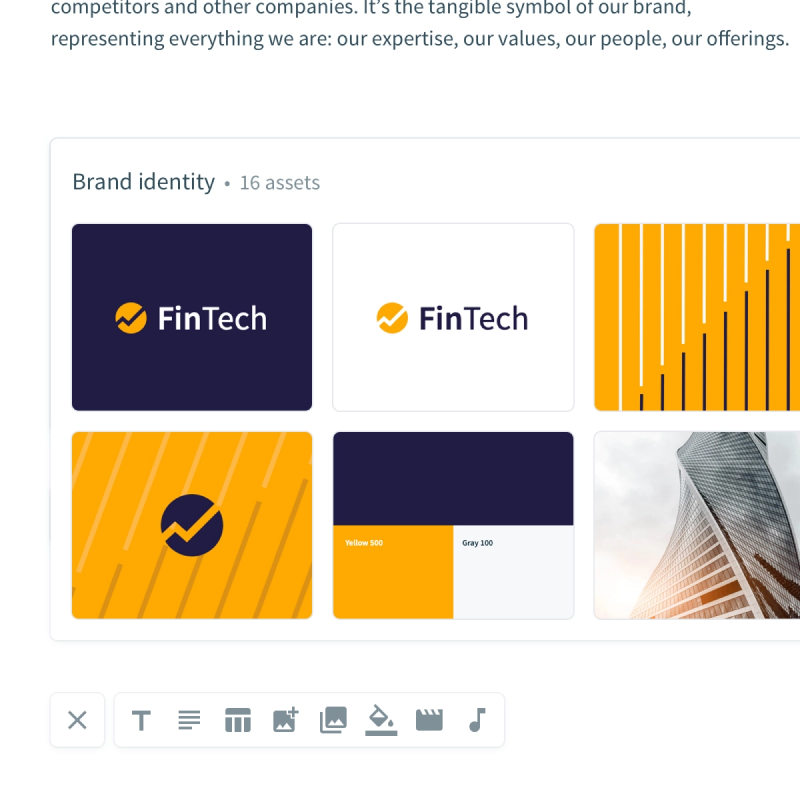 competitors and other companies. It’s the tangible symbol of our brand,
representing everything we are: our expertise, our values, our people, our offerings.
Brand identity • 16 assets
FinTech
FinTech
Yellow 500
Gray 100